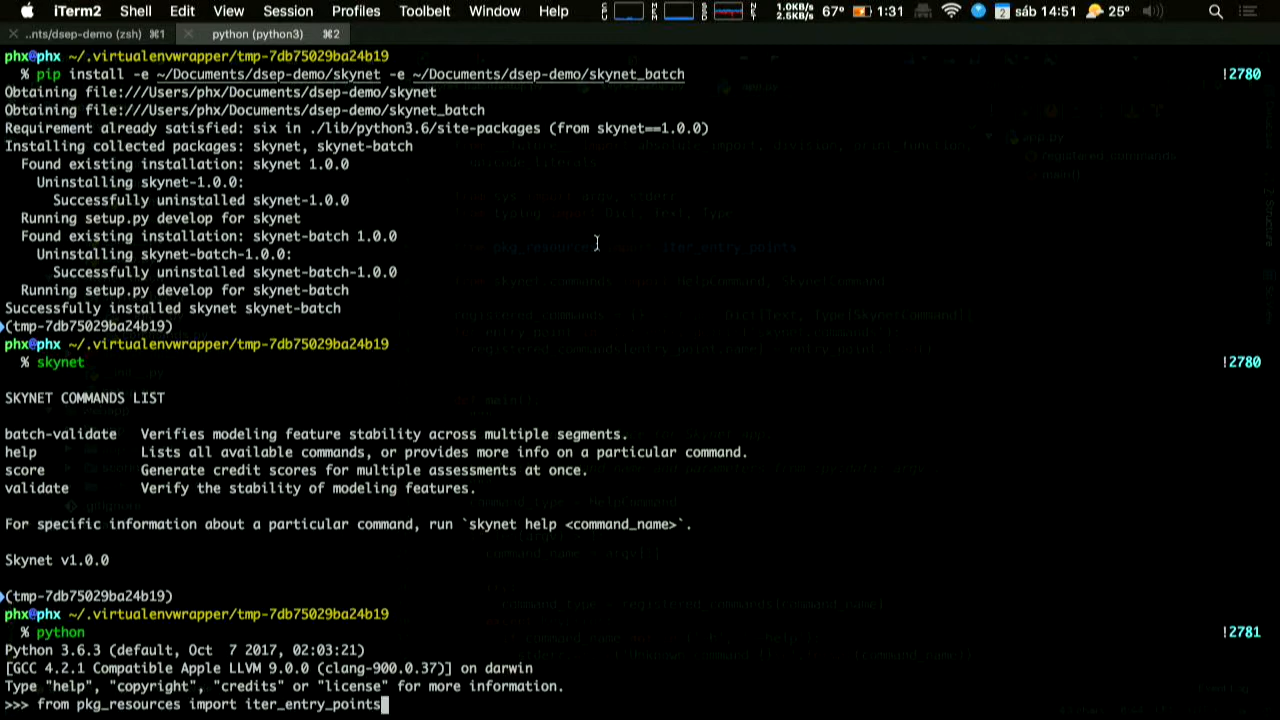 iTerm2 Shell Edit View Session Profiles Toolbelt Window Help 1.0KB/s 2.5KB/s 67° 1:31 2 sáb 14:51 25°
..nts/dsep-demo (zsh) ⌘1 python (python3) ⌘2
phx@phx ~/.virtualenvwrapper/tmp-7db75029ba24b19
% pip install -e ~/Documents/dsep-demo/skynet -e ~/Documents/dsep-demo/skynet_batch !2780
Obtaining file:///Users/phx/Documents/dsep-demo/skynet
Obtaining file:///Users/phx/Documents/dsep-demo/skynet_batch
Requirement already satisfied: six in ./lib/python3.6/site-packages (from skynet==1.0.0)
Installing collected packages: skynet, skynet-batch
Found existing installation: skynet 1.0.0
Uninstalling skynet-1.0.0:
Successfully uninstalled skynet-1.0.0
Running setup.py develop for skynet
Found existing installation: skynet-batch 1.0.0
Uninstalling skynet-batch-1.0.0:
Successfully uninstalled skynet-batch-1.0.0
Running setup.py develop for skynet-batch
Successfully installed skynet skynet-batch
(tmp-7db75029ba24b19)
phx@phx ~/.virtualenvwrapper/tmp-7db75029ba24b19
% skynet !2780
SKYNET COMMANDS LIST
batch-validate Verifies modeling feature stability across multiple segments.
help Lists all available commands, or provides more info on a particular command.
score Generate credit scores for multiple assessments at once.
validate Verify the stability of modeling features.
For specific information about a particular command, run `skynet help <command_name>`.
Skynet v1.0.0
(tmp-7db75029ba24b19)
phx@phx ~/.virtualenvwrapper/tmp-7db75029ba24b19
% python !2781
Python 3.6.3 (default, Oct 7 2017, 02:03:21)
[GCC 4.2.1 Compatible Apple LLVM 9.0.0 (clang-900.0.37)] on darwin
Type "help", "copyright", "credits" or "license" for more information.
>>> from pkg_resources import iter_entry_points